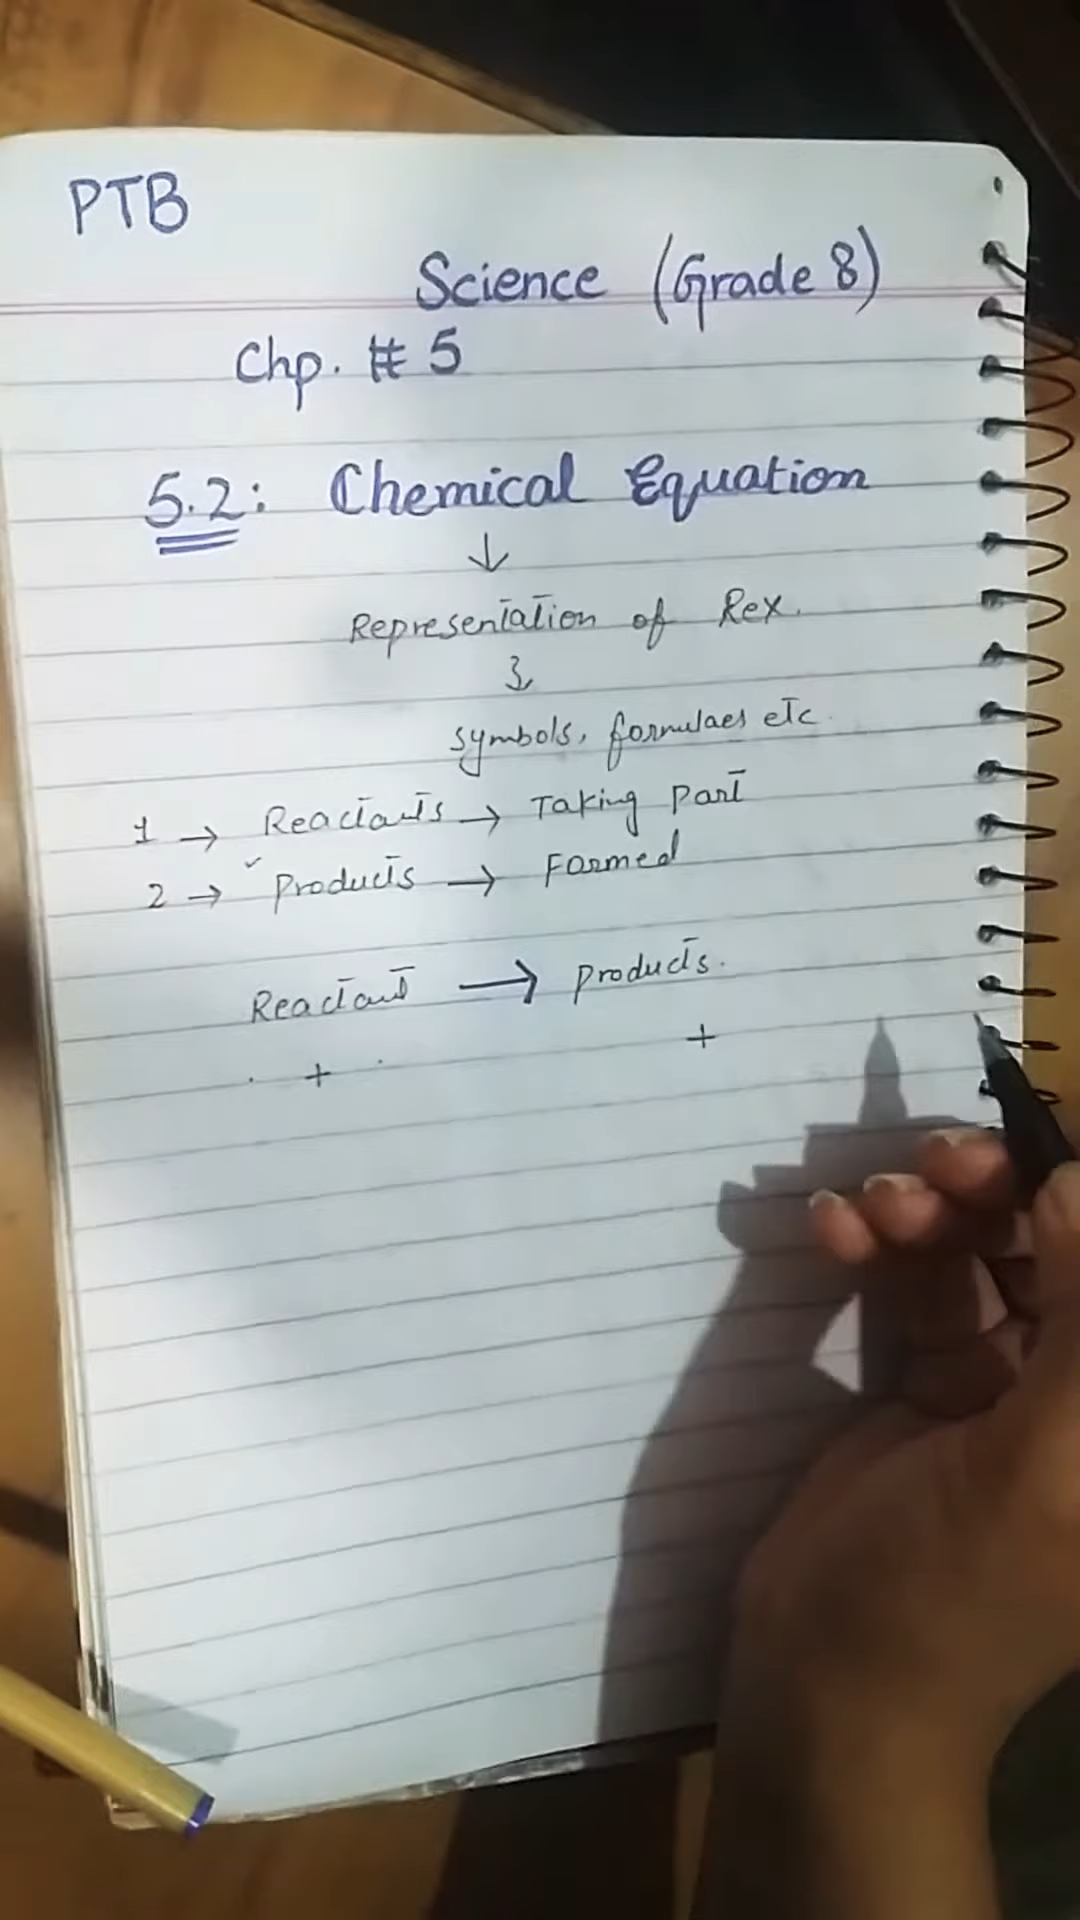 PTB
Science (Grade 8)
Chp. # 5
5.2: Chemical Equation
↓
Representation of Rex.
↓
symbols, formulaes etc.
1 → Reactants → Taking part
2 → Products → Formed
Reactant → products.
+ +